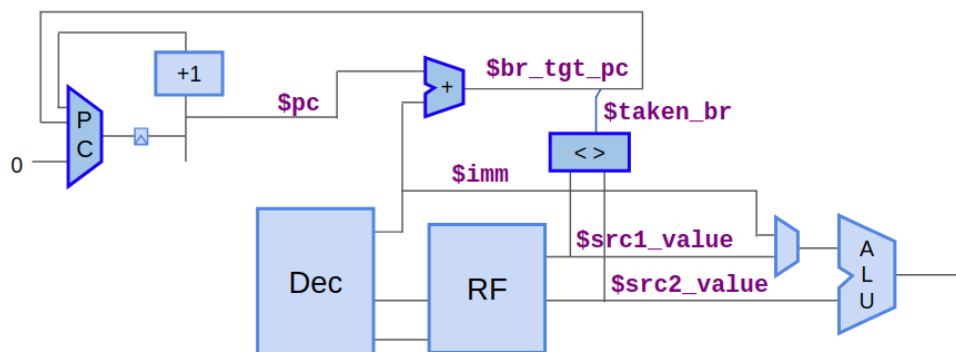 +1
$br_tgt_pc
+
$pc
$taken_br
P
C
0
< >
$imm
$src1_value
A
L
U
Dec
RF
$src2_value